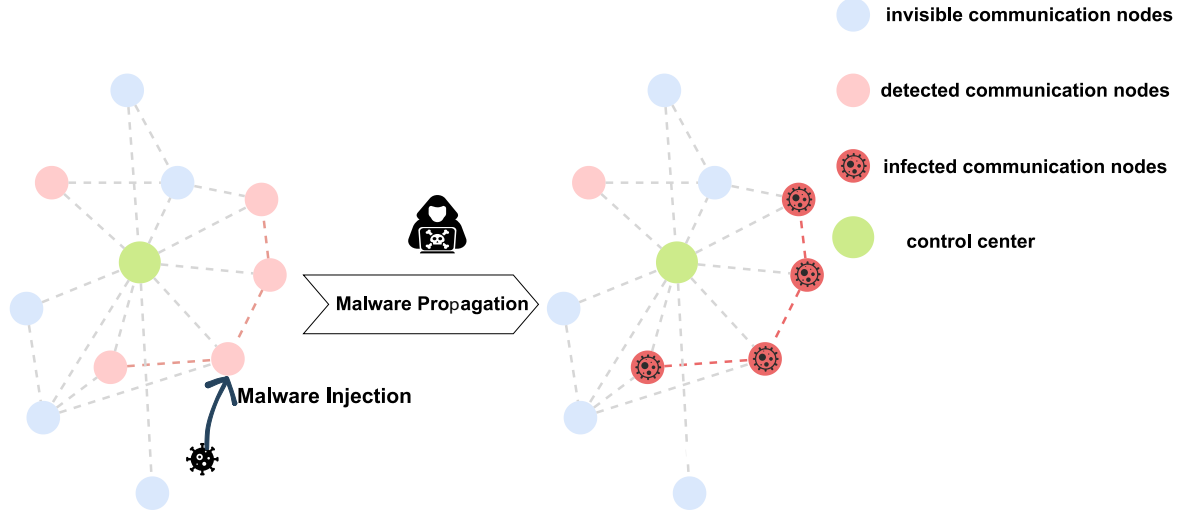 invisible communication nodes
detected communication nodes
infected communication nodes
control center
Malware Propagation
Malware Injection